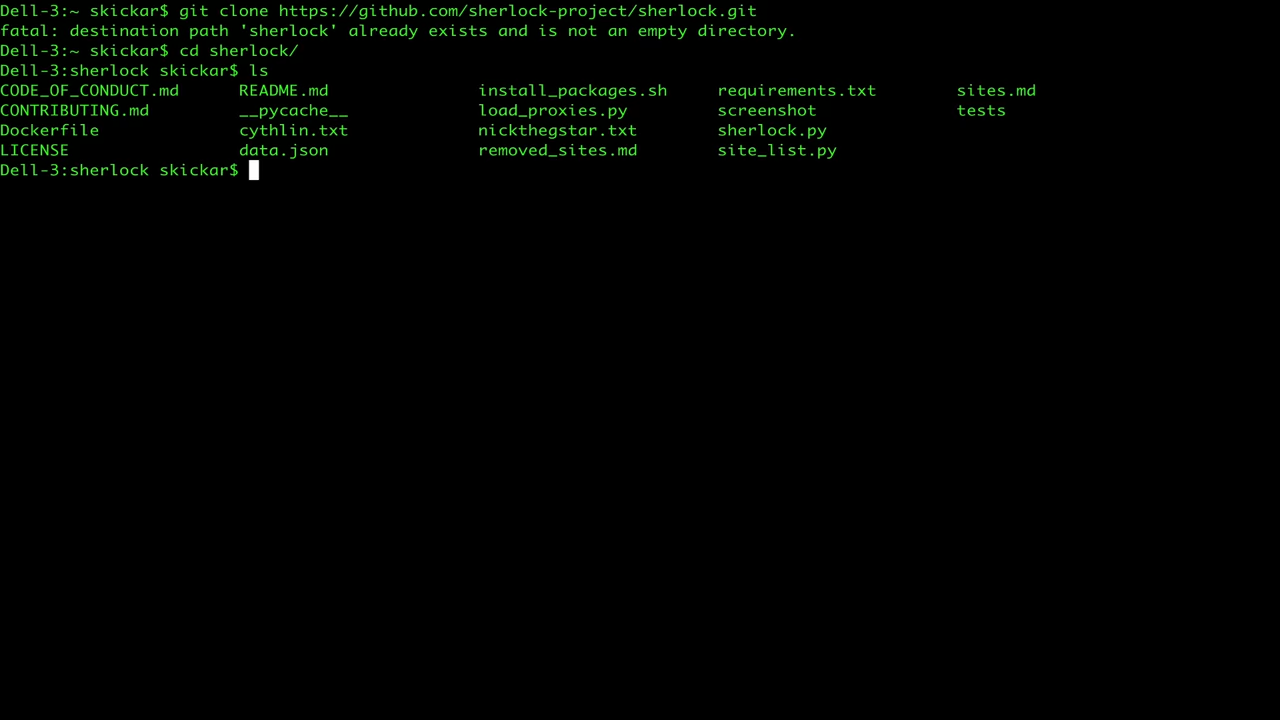 Dell-3:~ skickar$ git clone https://github.com/sherlock-project/sherlock.git
fatal: destination path 'sherlock' already exists and is not an empty directory.
Dell-3:~ skickar$ cd sherlock/
Dell-3:sherlock skickar$ ls
CODE_OF_CONDUCT.md README.md install_packages.sh requirements.txt sites.md
CONTRIBUTING.md __pycache__ load_proxies.py screenshot tests
Dockerfile cythlin.txt nickthegstar.txt sherlock.py
LICENSE data.json removed_sites.md site_list.py
Dell-3:sherlock skickar$